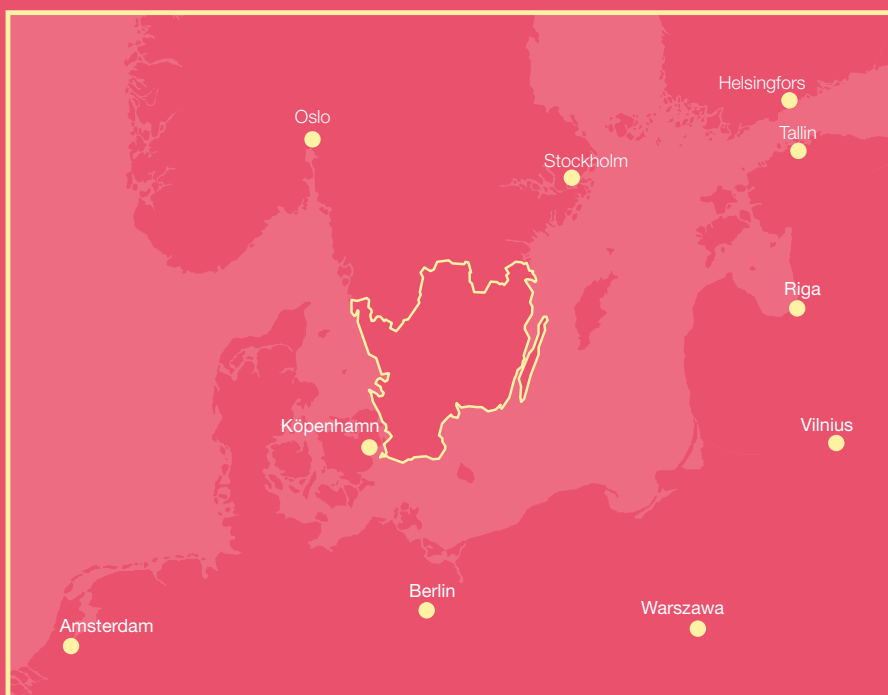 Helsingfors
Oslo
Tallin
Stockholm
Riga
Köpenhamn
Vilnius
Berlin
Warszawa
Amsterdam